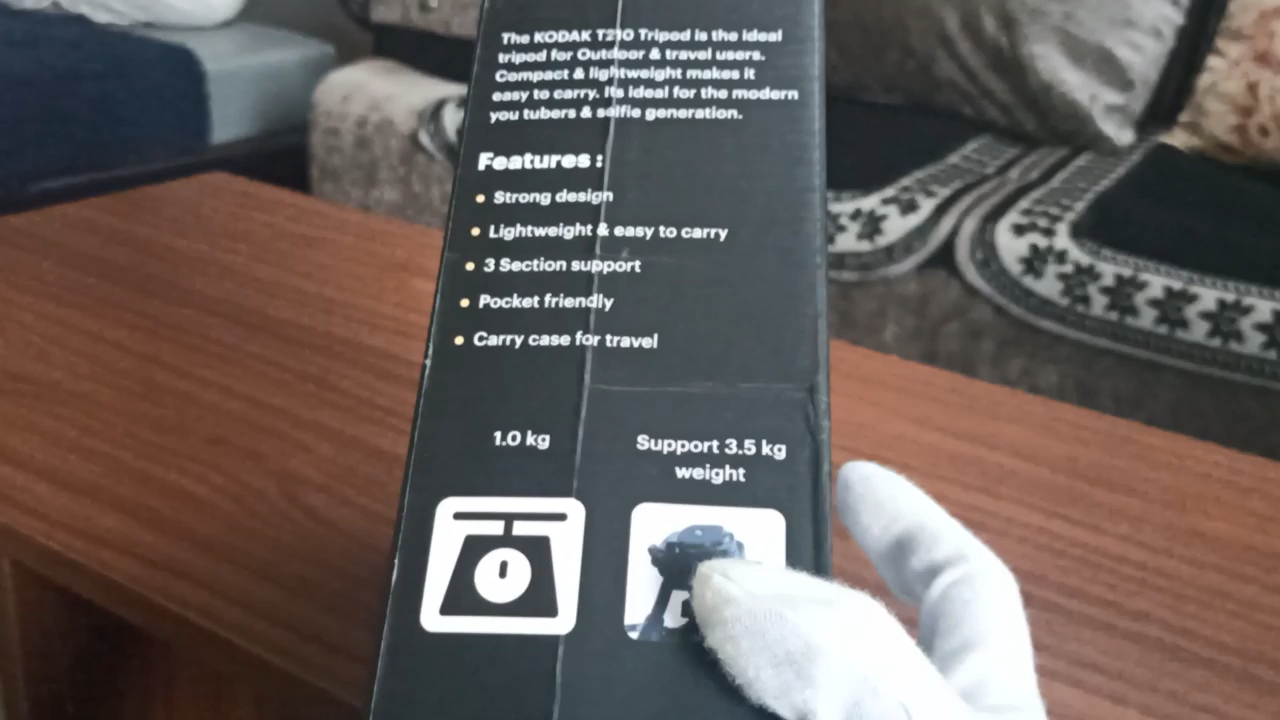 The KODAK T210 Tripod is the ideal
tripod for Outdoor & travel users.
Compact & lightweight makes it
easy to carry. Its ideal for the modern
you tubers & selfie generation.
Features :
• Strong design
• Lightweight & easy to carry
• 3 Section support
• Pocket friendly
• Carry case for travel
1.0 kg
Support 3.5 kg
weight